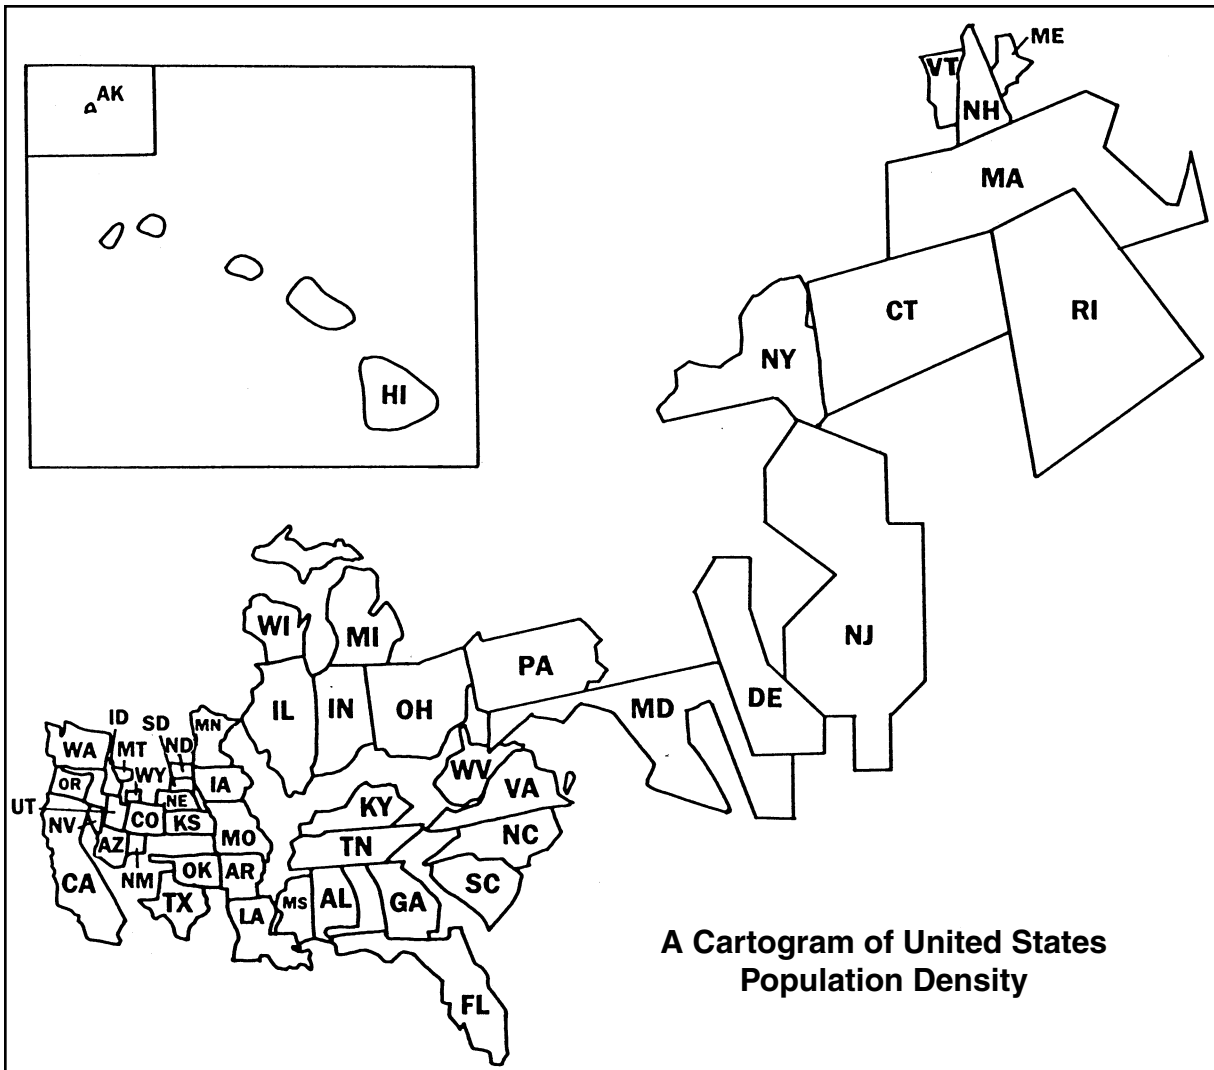 ME
VT
AK
NH
MA
CT
RI
NY
HI
WI
MI
NJ
PA
DE
IL
IN
OH
MD
ID
SD
MN
WA
MT
ND
WV
OR
WY
IA
VA
UT
NE
KY
NV
CO
KS
MO
NC
AZ
TN
OK
AR
CA
NM
SC
TX
LA
MS
AL
GA
A Cartogram of United States
Population Density
FL